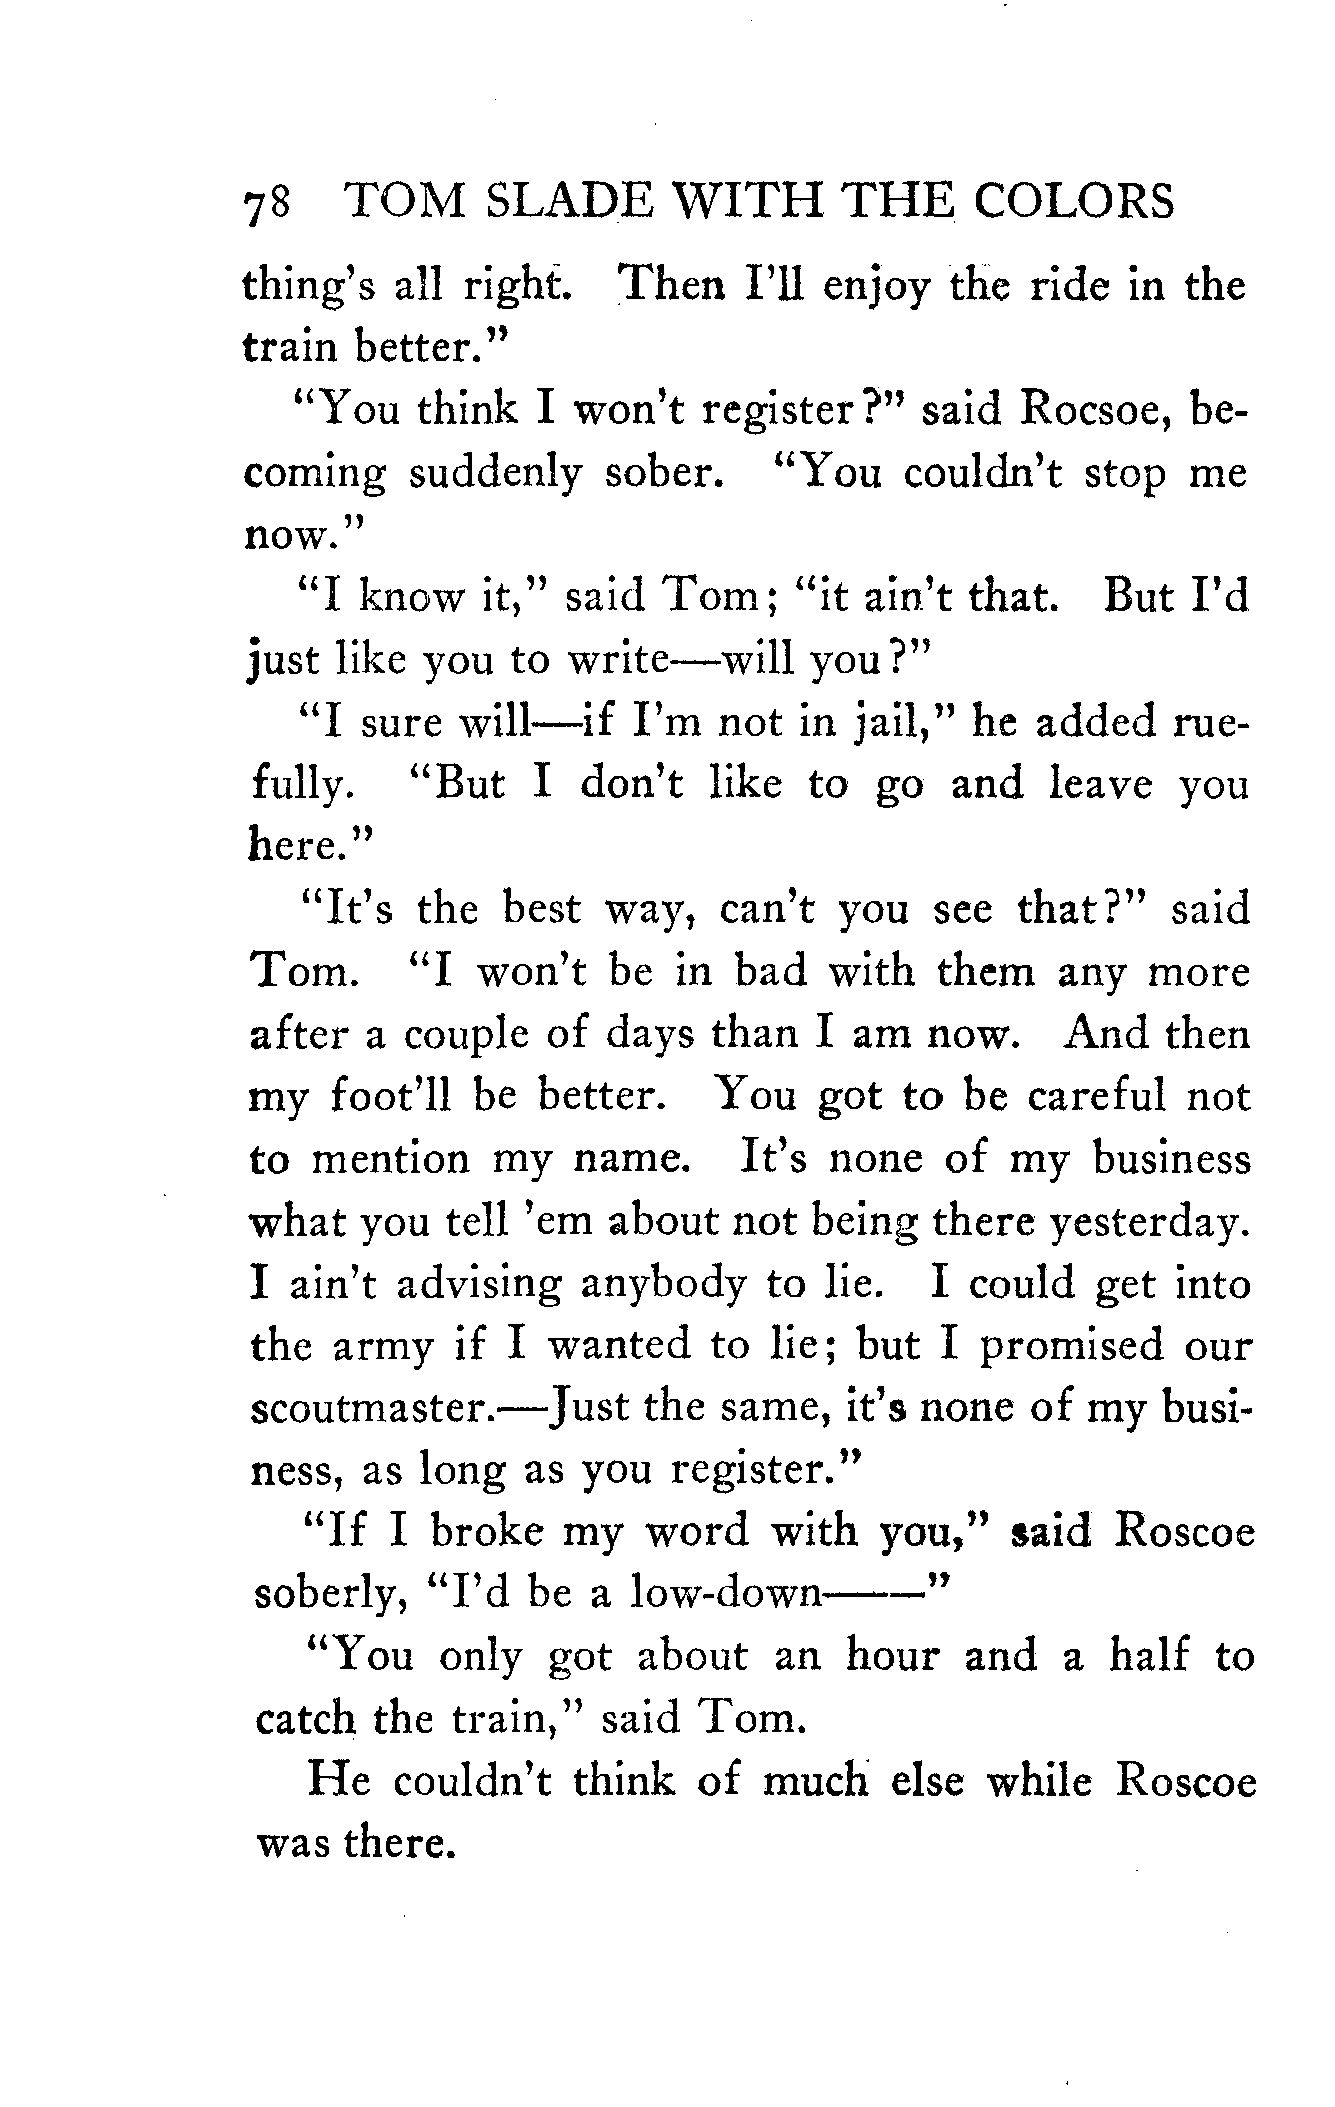 78 TOM SLADE WITH THE COLORS
thing's all right. Then I'll enjoy the ride in the
train better."
"You think I won't register?" said Rocsoe, be-
coming suddenly sober. "You couldn't stop me
now."
"I know it," said Tom; "it ain't that. But I'd
just like you to write—will you?"
"I sure will—if I'm not in jail," he added rue-
fully. "But I don't like to go and leave you
here."
"It's the best way, can't you see that?" said
Tom. "I won't be in bad with them any more
after a couple of days than I am now. And then
my foot'll be better. You got to be careful not
to mention my name. It's none of my business
what you tell 'em about not being there yesterday.
I ain't advising anybody to lie. I could get into
the army if I wanted to lie; but I promised our
scoutmaster.—Just the same, it's none of my busi-
ness, as long as you register."
"If I broke my word with you," said Roscoe
soberly, "I'd be a low-down——"
"You only got about an hour and a half to
catch the train," said Tom.
He couldn't think of much else while Roscoe
was there.